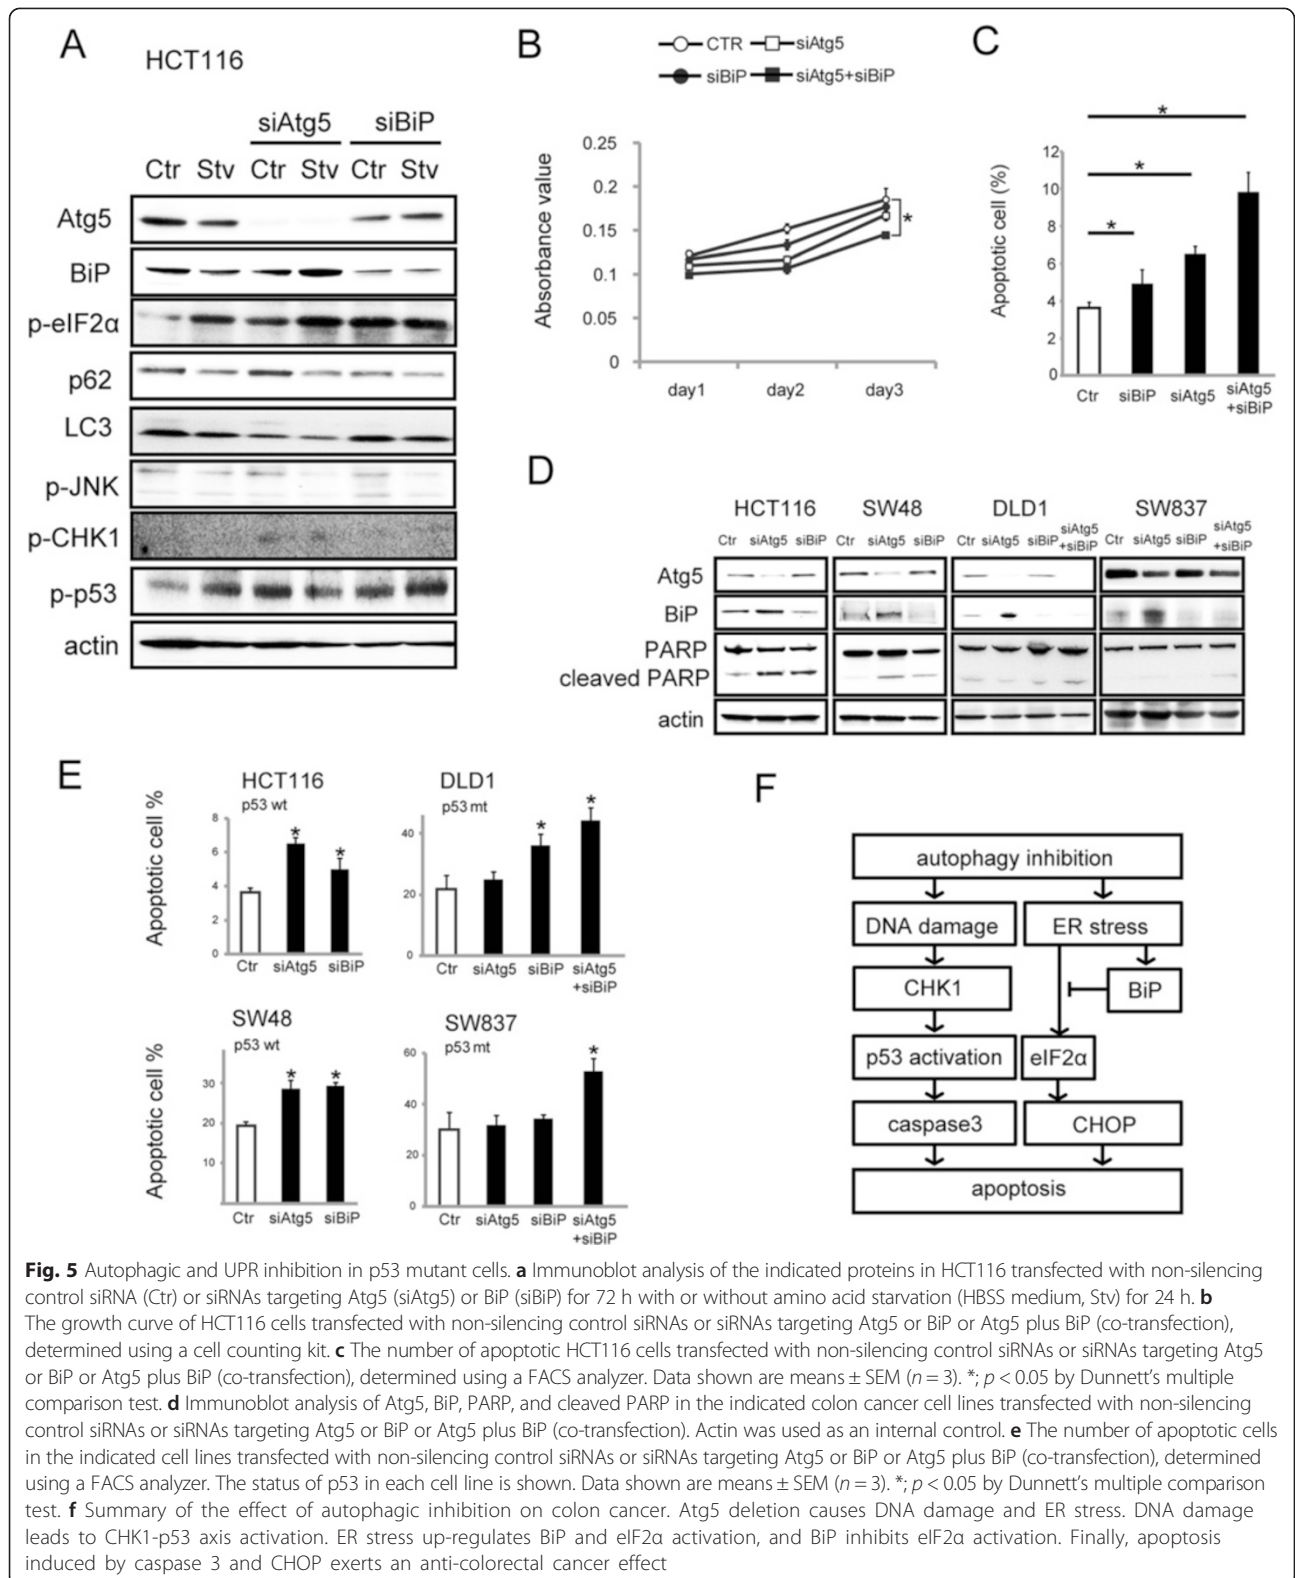 A
HCT116
siAtg5 siBiP
Ctr Stv Ctr Stv Ctr Stv
Atg5
BiP
p-eIF2α
p62
LC3
p-JNK
p-CHK1
p-p53
actin
B
CTR siAtg5
siBiP siAtg5+siBiP
Absorbance value
0.25
0.2
0.15
0.1
0.05
0
*
day1 day2 day3
C
Apoptotic cell (%)
*
*
*
12
10
8
6
4
2
0
Ctr siBiP siAtg5 siAtg5
+siBiP
D
HCT116 SW48 DLD1 SW837
Ctr siAtg5 siBiP Ctr siAtg5 siBiP Ctr siAtg5 siBiP siAtg5
+siBiP Ctr siAtg5 siBiP siAtg5
+siBiP
Atg5
BiP
PARP
cleaved PARP
actin
E
HCT116
p53 wt
Apoptotic cell %
8
6
4
2
0
* *
Ctr siAtg5 siBiP
DLD1
p53 mt
40
20
0
* *
Ctr siAtg5 siBiP siAtg5
+siBiP
SW48
p53 wt
Apoptotic cell %
30
20
10
* *
Ctr siAtg5 siBiP
SW837
p53 mt
60
40
20
0
*
Ctr siAtg5 siBiP siAtg5
+siBiP
F
autophagy inhibition
DNA damage ER stress
CHK1 BiP
p53 activation eIF2α
caspase3 CHOP
apoptosis
Fig. 5 Autophagic and UPR inhibition in p53 mutant cells. a Immunoblot analysis of the indicated proteins in HCT116 transfected with non-silencing
control siRNA (Ctr) or siRNAs targeting Atg5 (siAtg5) or BiP (siBiP) for 72 h with or without amino acid starvation (HBSS medium, Stv) for 24 h. b
The growth curve of HCT116 cells transfected with non-silencing control siRNAs or siRNAs targeting Atg5 or BiP or Atg5 plus BiP (co-transfection),
determined using a cell counting kit. c The number of apoptotic HCT116 cells transfected with non-silencing control siRNAs or siRNAs targeting Atg5
or BiP or Atg5 plus BiP (co-transfection), determined using a FACS analyzer. Data shown are means ± SEM (n = 3). *; p < 0.05 by Dunnett's multiple
comparison test. d Immunoblot analysis of Atg5, BiP, PARP, and cleaved PARP in the indicated colon cancer cell lines transfected with non-silencing
control siRNAs or siRNAs targeting Atg5 or BiP or Atg5 plus BiP (co-transfection). Actin was used as an internal control. e The number of apoptotic cells
in the indicated cell lines transfected with non-silencing control siRNAs or siRNAs targeting Atg5 or BiP or Atg5 plus BiP (co-transfection), determined
using a FACS analyzer. The status of p53 in each cell line is shown. Data shown are means ± SEM (n = 3). *; p < 0.05 by Dunnett's multiple comparison
test. f Summary of the effect of autophagic inhibition on colon cancer. Atg5 deletion causes DNA damage and ER stress. DNA damage
leads to CHK1-p53 axis activation. ER stress up-regulates BiP and eIF2α activation, and BiP inhibits eIF2α activation. Finally, apoptosis
induced by caspase 3 and CHOP exerts an anti-colorectal cancer effect